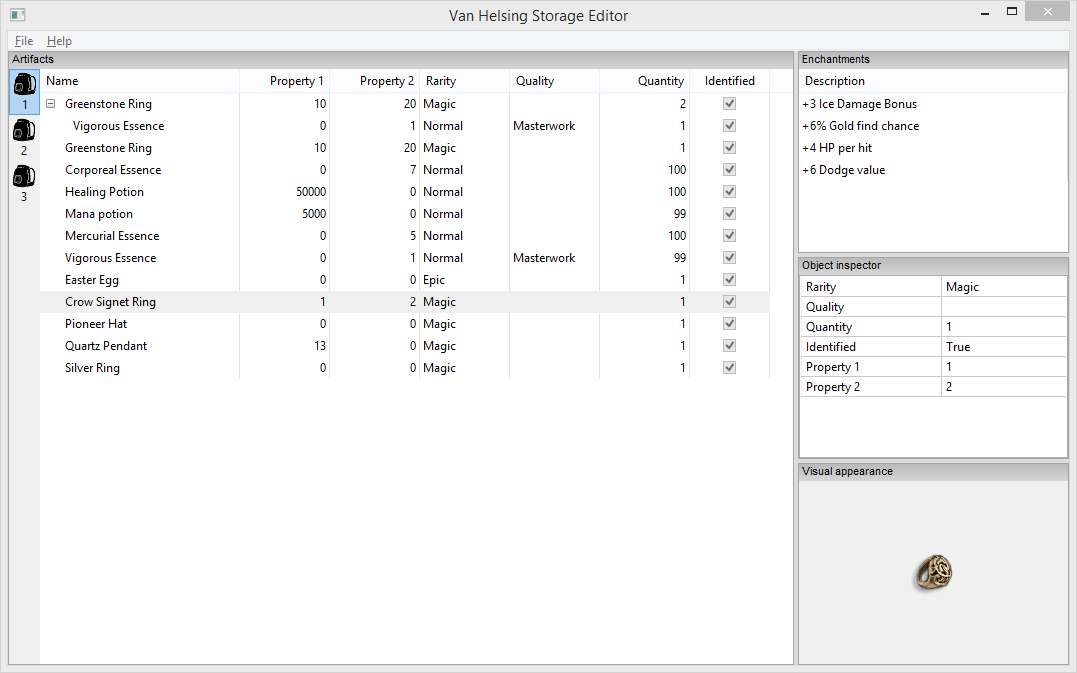 Van Helsing Storage Editor
File Help
Artifacts
1
2
3
Name Property 1 Property 2 Rarity Quality Quantity Identified
Greenstone Ring 10 20 Magic 2
Vigorous Essence 0 1 Normal Masterwork 1
Greenstone Ring 10 20 Magic 1
Corporeal Essence 0 7 Normal 100
Healing Potion 50000 0 Normal 100
Mana potion 5000 0 Normal 99
Mercurial Essence 0 5 Normal 100
Vigorous Essence 0 1 Normal Masterwork 99
Easter Egg 0 0 Epic 1
Crow Signet Ring 1 2 Magic 1
Pioneer Hat 0 0 Magic 1
Quartz Pendant 13 0 Magic 1
Silver Ring 0 0 Magic 1
Enchantments
Description
+3 Ice Damage Bonus
+6% Gold find chance
+4 HP per hit
+6 Dodge value
Object inspector
Rarity Magic
Quality
Quantity 1
Identified True
Property 1 1
Property 2 2
Visual appearance